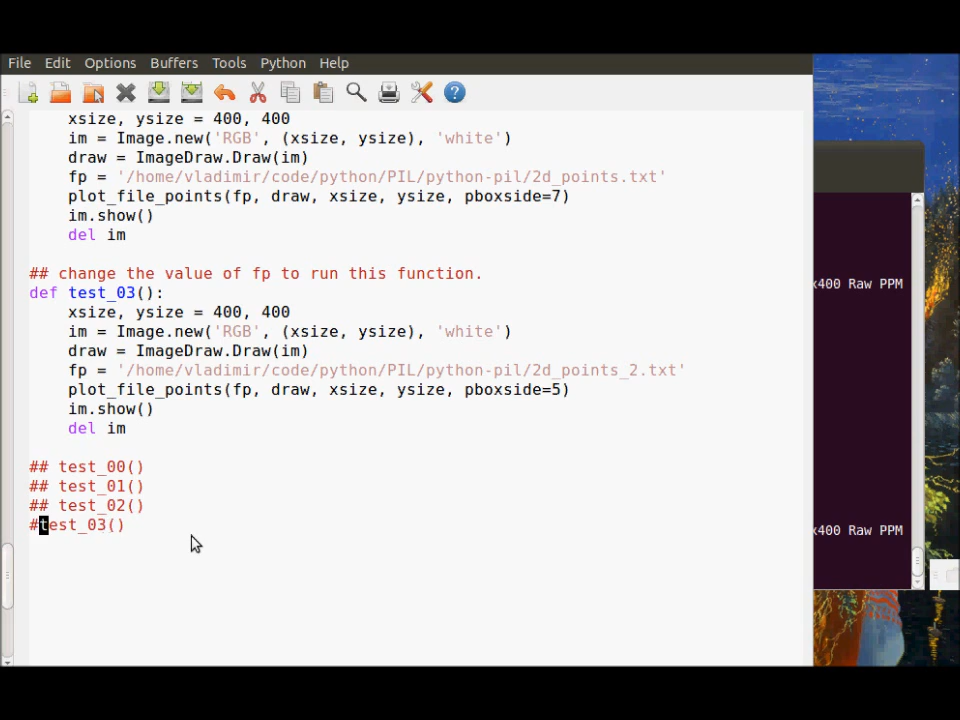 File Edit Options Buffers Tools Python Help
xsize, ysize = 400, 400
im = Image.new('RGB', (xsize, ysize), 'white')
draw = ImageDraw.Draw(im)
fp = '/home/vladimir/code/python/PIL/python-pil/2d_points.txt'
plot_file_points(fp, draw, xsize, ysize, pboxside=7)
im.show()
del im
## change the value of fp to run this function.
def test_03():
xsize, ysize = 400, 400
im = Image.new('RGB', (xsize, ysize), 'white')
draw = ImageDraw.Draw(im)
fp = '/home/vladimir/code/python/PIL/python-pil/2d_points_2.txt'
plot_file_points(fp, draw, xsize, ysize, pboxside=5)
im.show()
del im
## test_00()
## test_01()
## test_02()
#test_03()
x400 Raw PPM
x400 Raw PPM